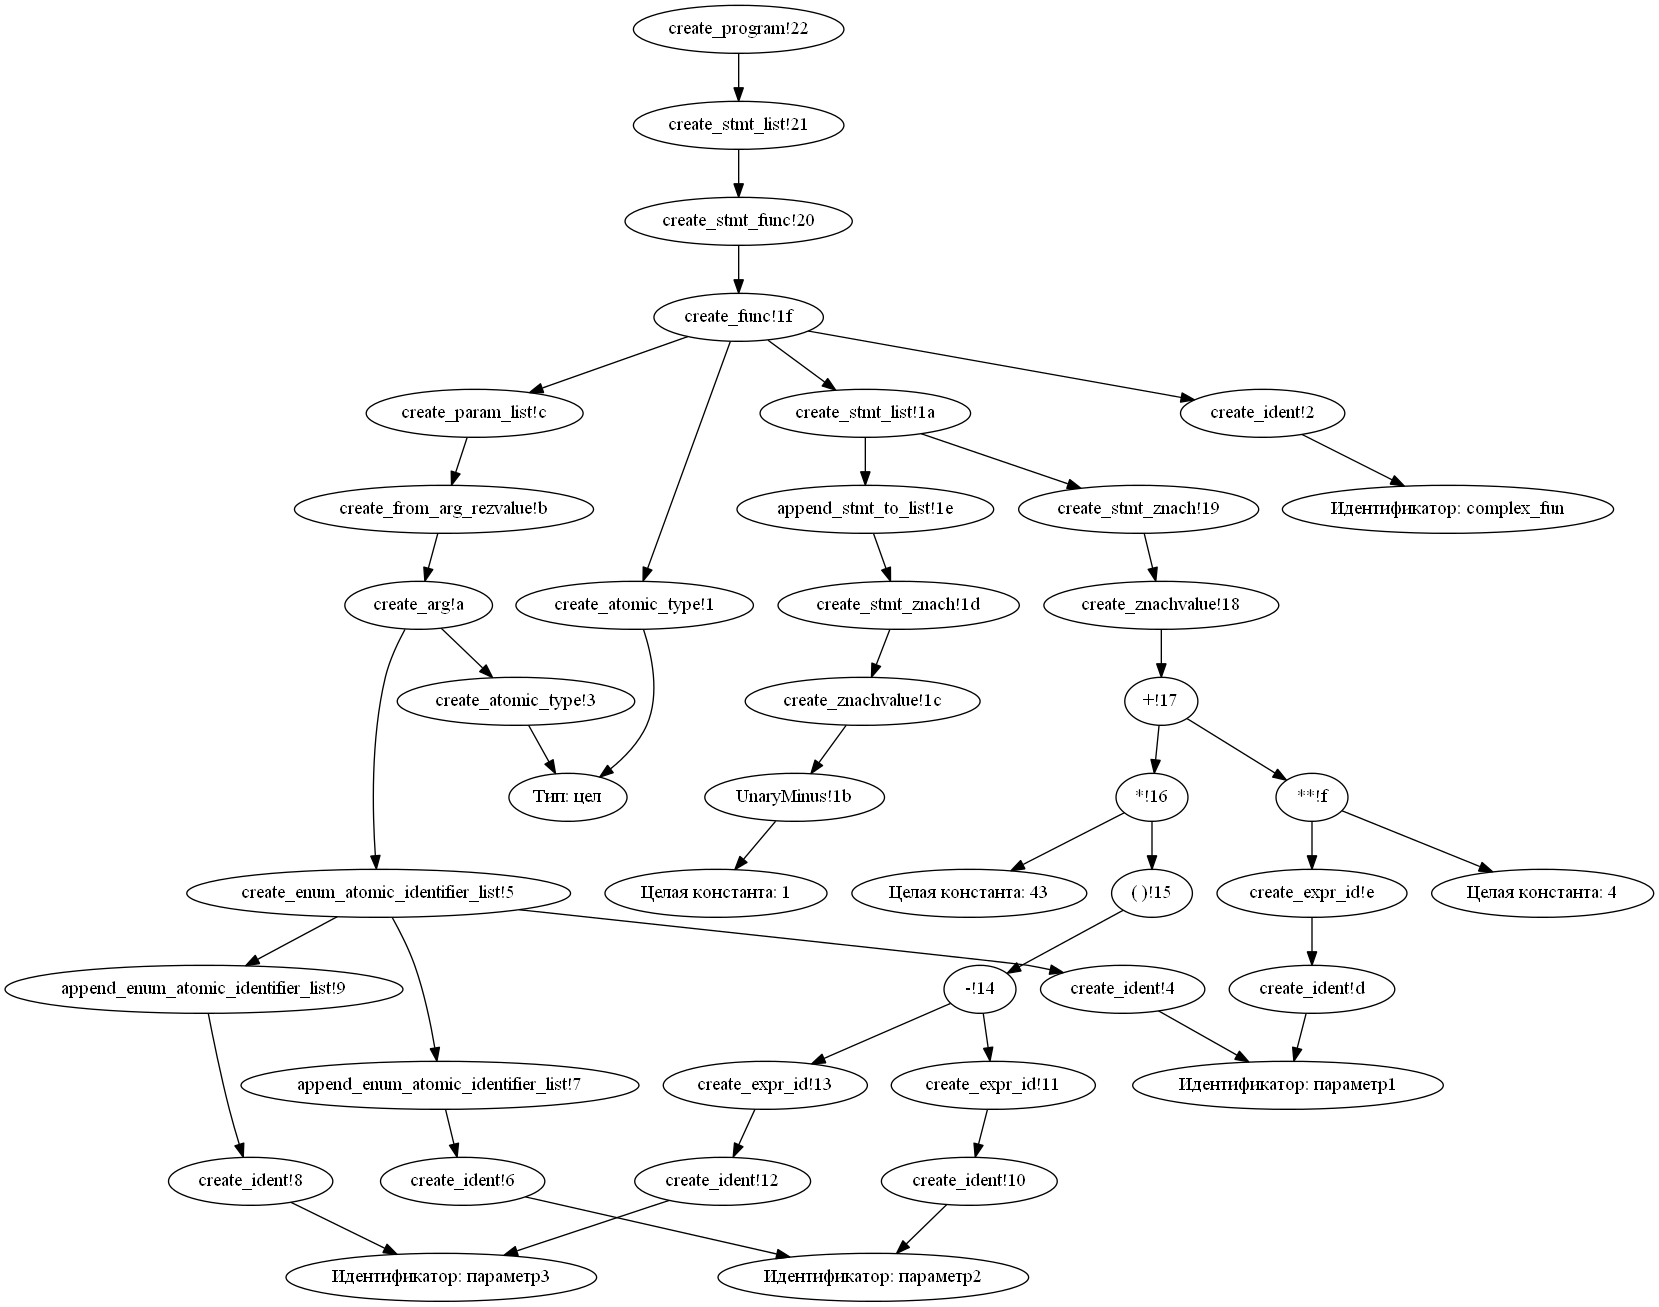 create_program!22
create_stmt_list!21
create_stmt_func!20
create_func!1f
create_param_list!c
create_stmt_list!1a
create_ident!2
create_from_arg_rezvalue!b
append_stmt_to_list!1e
create_stmt_znach!19
Идентификатор: complex_fun
create_arg!a
create_atomic_type!1
create_stmt_znach!1d
create_znachvalue!18
create_atomic_type!3
create_znachvalue!1c
+!17
Тип: цел
UnaryMinus!1b
*!16
**!f
create_enum_atomic_identifier_list!5
Целая константа: 1
Целая константа: 43
( )!15
create_expr_id!e
Целая константа: 4
append_enum_atomic_identifier_list!9
-!14
create_ident!4
create_ident!d
append_enum_atomic_identifier_list!7
create_expr_id!13
create_expr_id!11
Идентификатор: параметр1
create_ident!8
create_ident!6
create_ident!12
create_ident!10
Идентификатор: параметр3
Идентификатор: параметр2